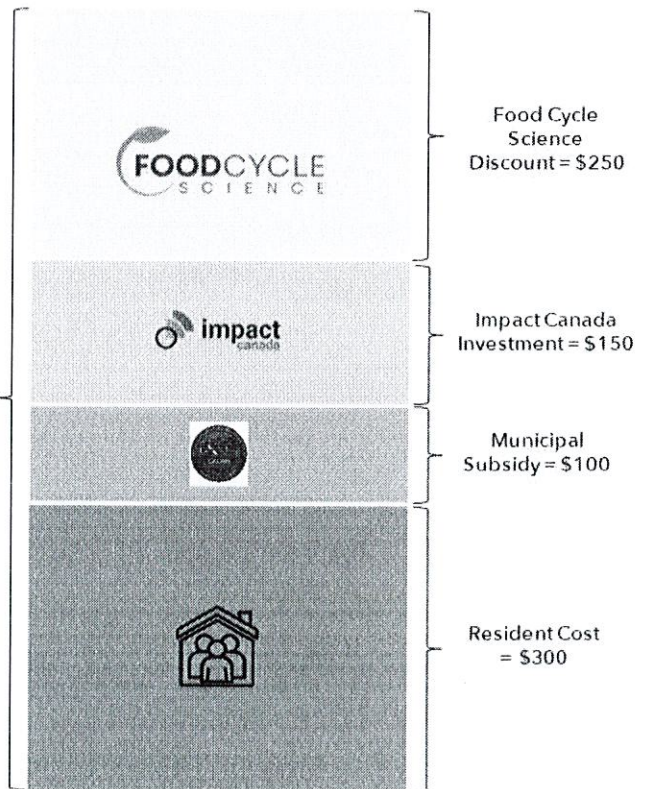 FOODCYCLE
SCIENCE
Food Cycle
Science
Discount = $250
impact
canada
Impact Canada
Investment = $150
Municipal
Subsidy = $100
Resident Cost
= $300